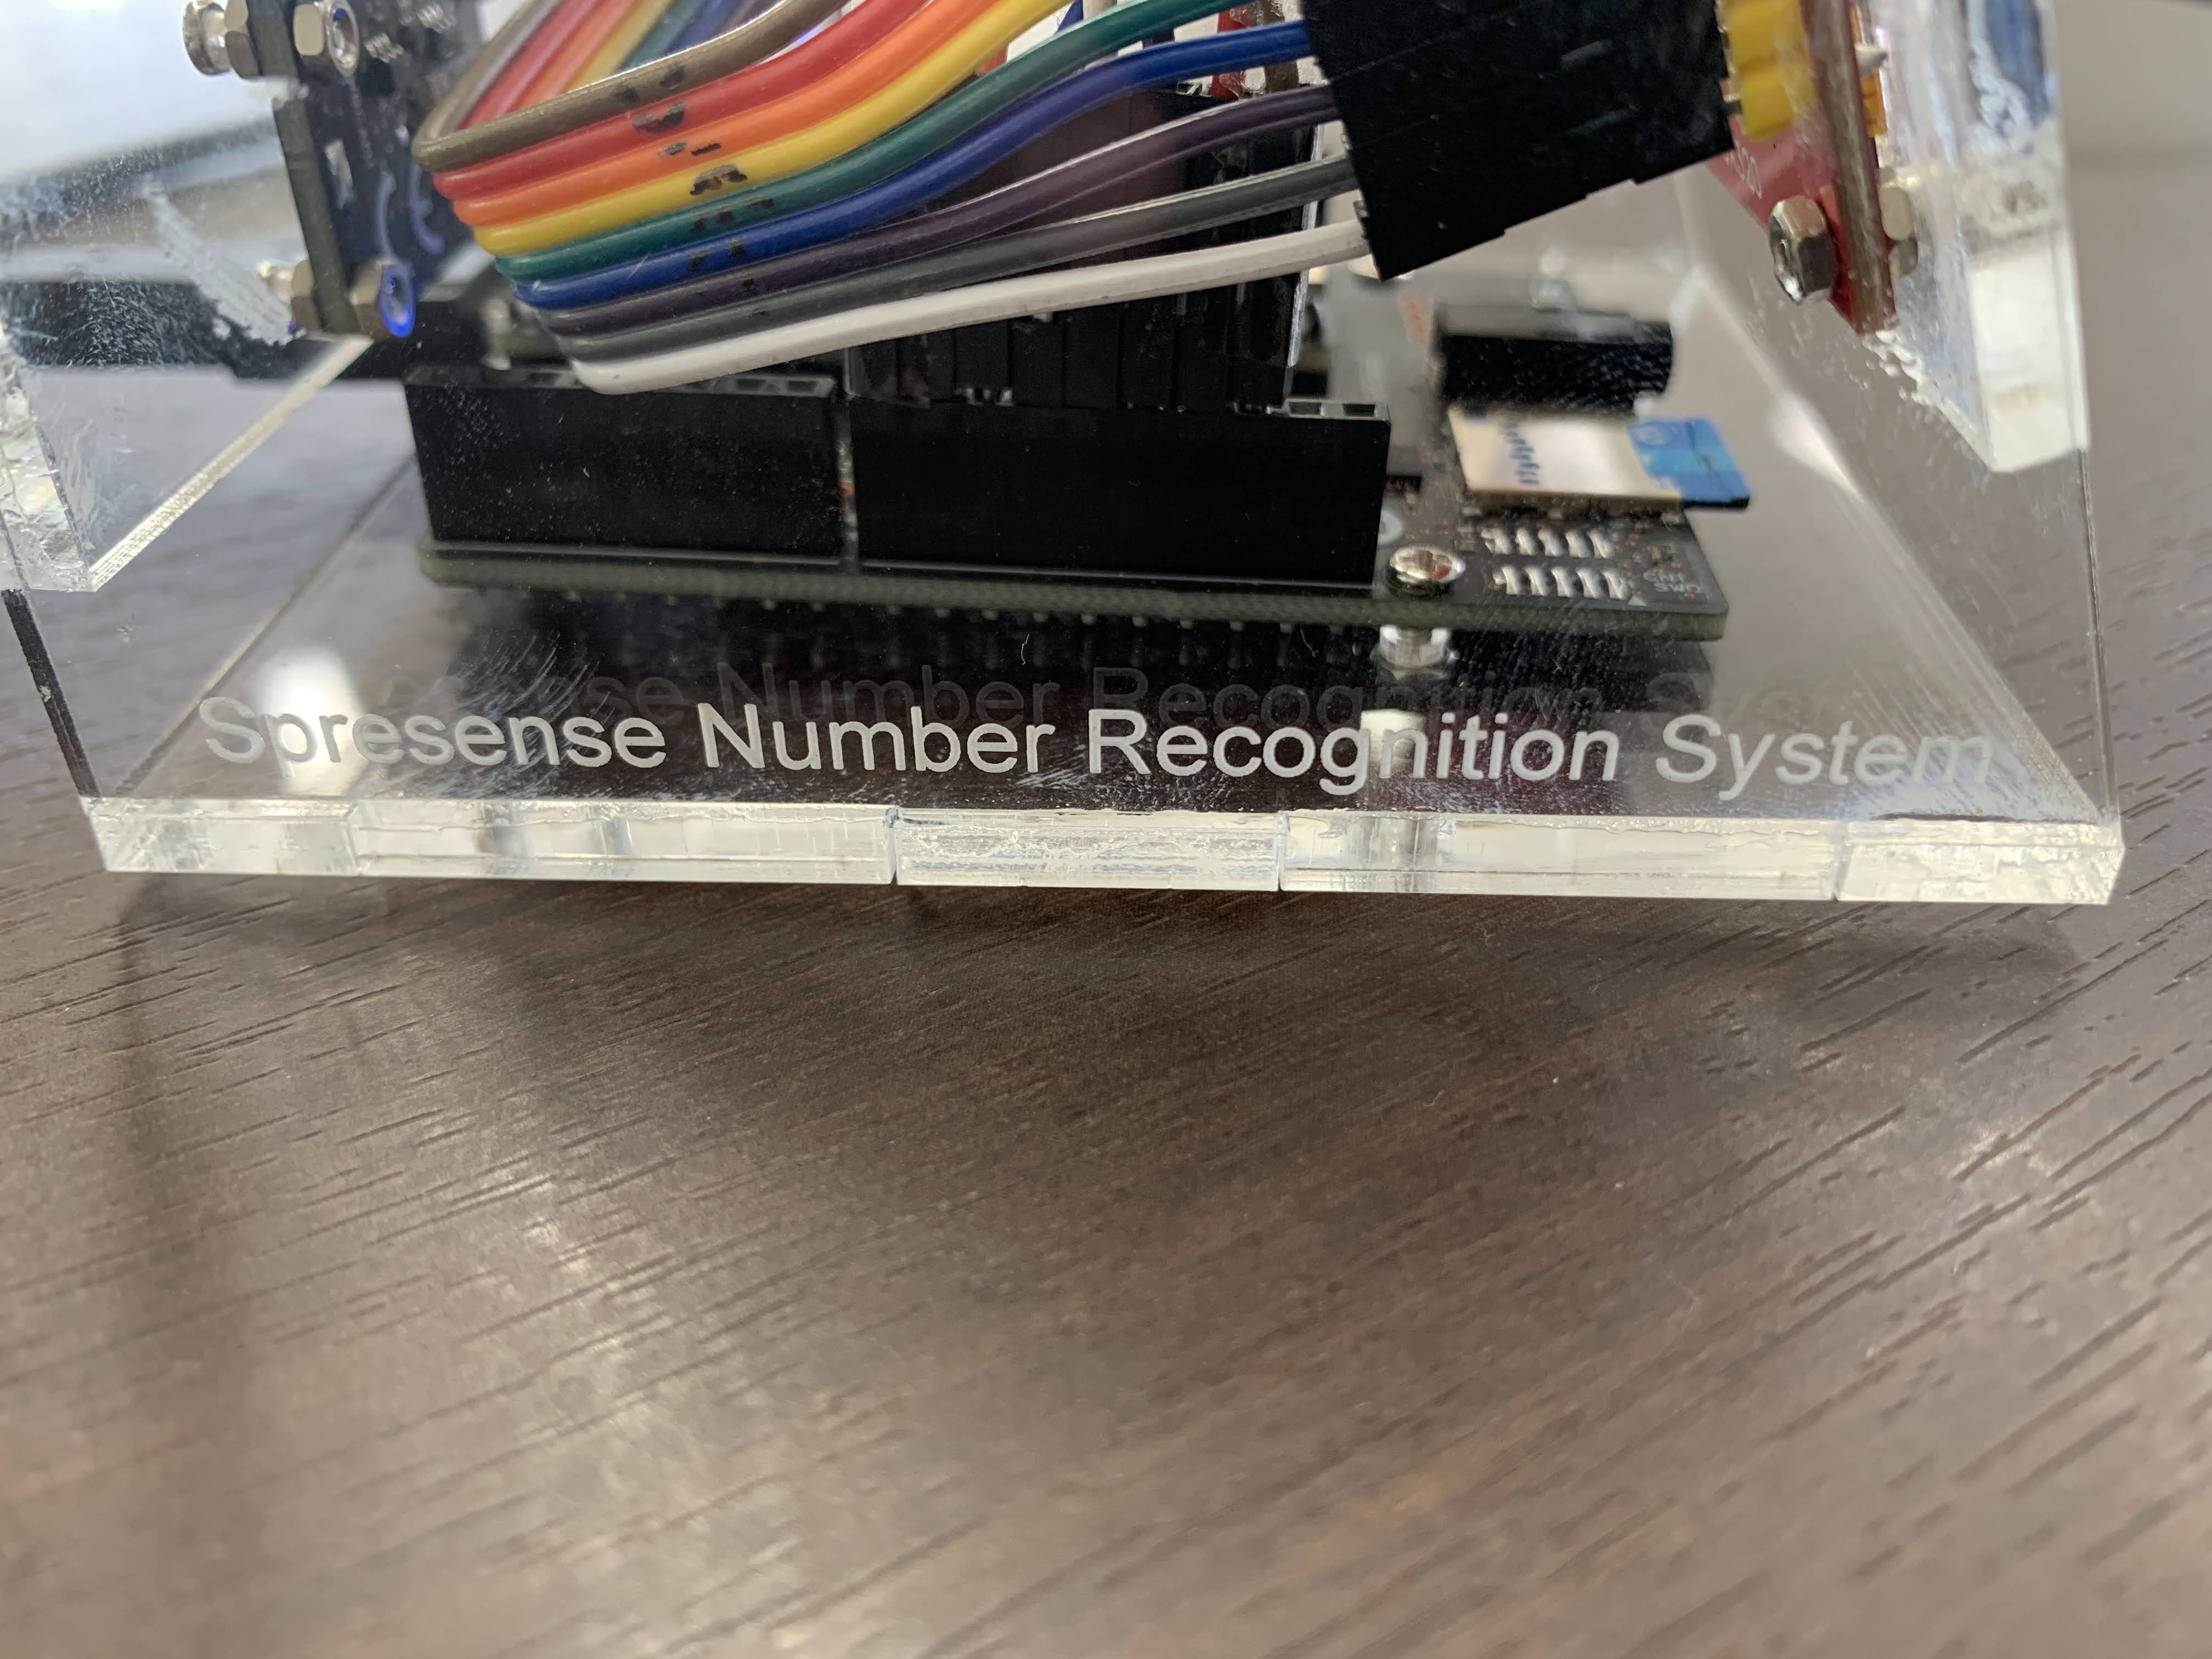 Spresense Number Recognition System